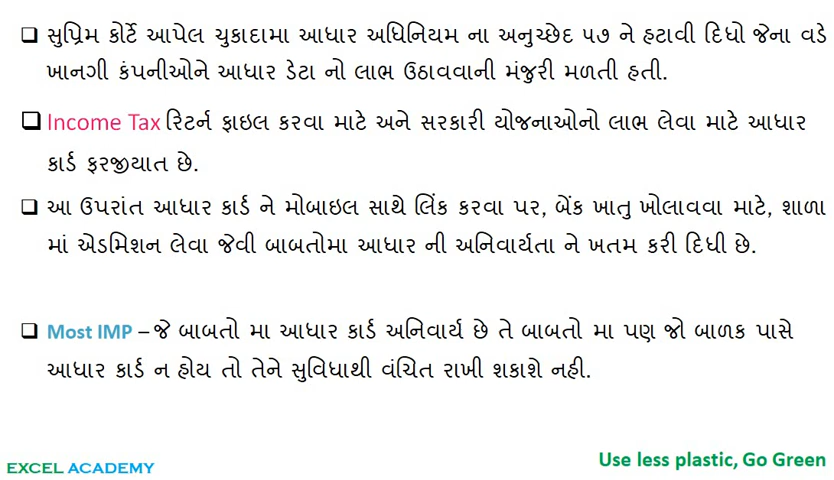 ❑ સુપ્રિમ કોર્ટે આપેલ ચુકાદામા આધાર અધિનિયમ ના અનુચ્છેદ ૫૭ ને હટાવી દિધો જેના વડે
ખાનગી કંપનીઓને આધાર ડેટા નો લાભ ઉઠાવવાની મંજુરી મળતી હતી.
❑ Income Tax રિટર્ન ફાઇલ કરવા માટે અને સરકારી યોજનાઓનો લાભ લેવા માટે આધાર
કાર્ડ ફરજીયાત છે.
❑ આ ઉપરાંત આધાર કાર્ડ ને મોબાઇલ સાથે લિંક કરવા પર, બેંક ખાતુ ખોલાવવા માટે, શાળા
માં એડમિશન લેવા જેવી બાબતોમા આધાર ની અનિવાર્યતા ને ખતમ કરી દિધી છે.
❑ Most IMP – જે બાબતો મા આધાર કાર્ડ અનિવાર્ય છે તે બાબતો મા પણ જો બાળક પાસે
આધાર કાર્ડ ન હોય તો તેને સુવિધાથી વંચિત રાખી શકાશે નહી.
EXCEL ACADEMY
Use less plastic, Go Green